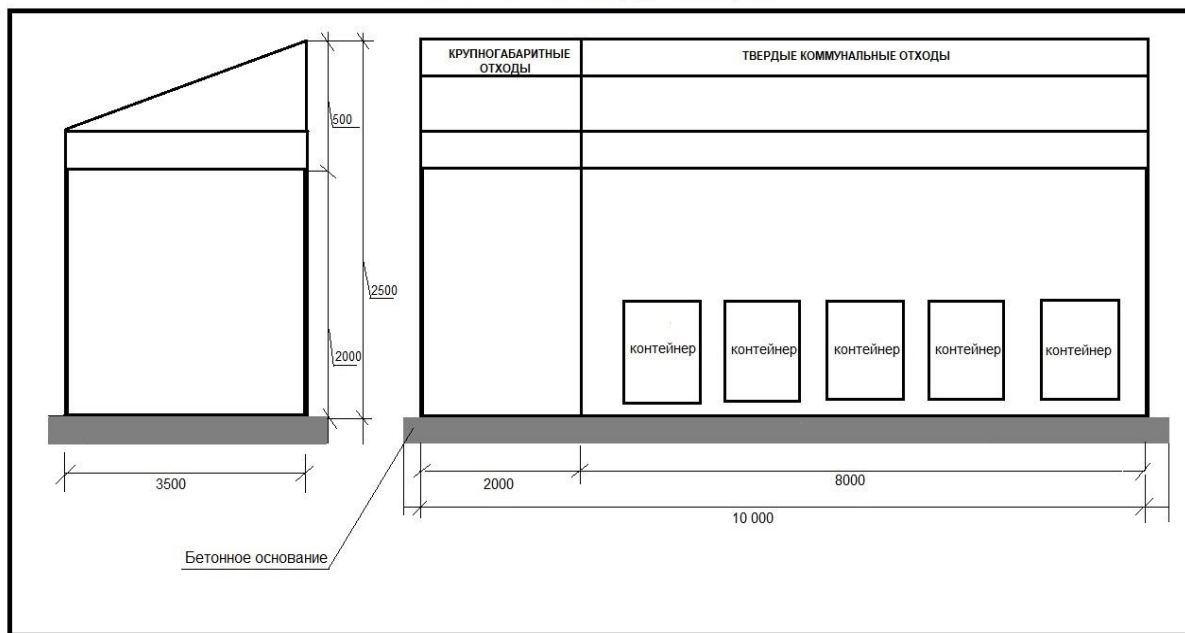 КРУПНОГАБАРИТНЫЕ
ОТХОДЫ
ТВЕРДЫЕ КОММУНАЛЬНЫЕ ОТХОДЫ
500
2500
2000
контейнер
контейнер
контейнер
контейнер
контейнер
3500
2000
8000
10 000
Бетонное основание